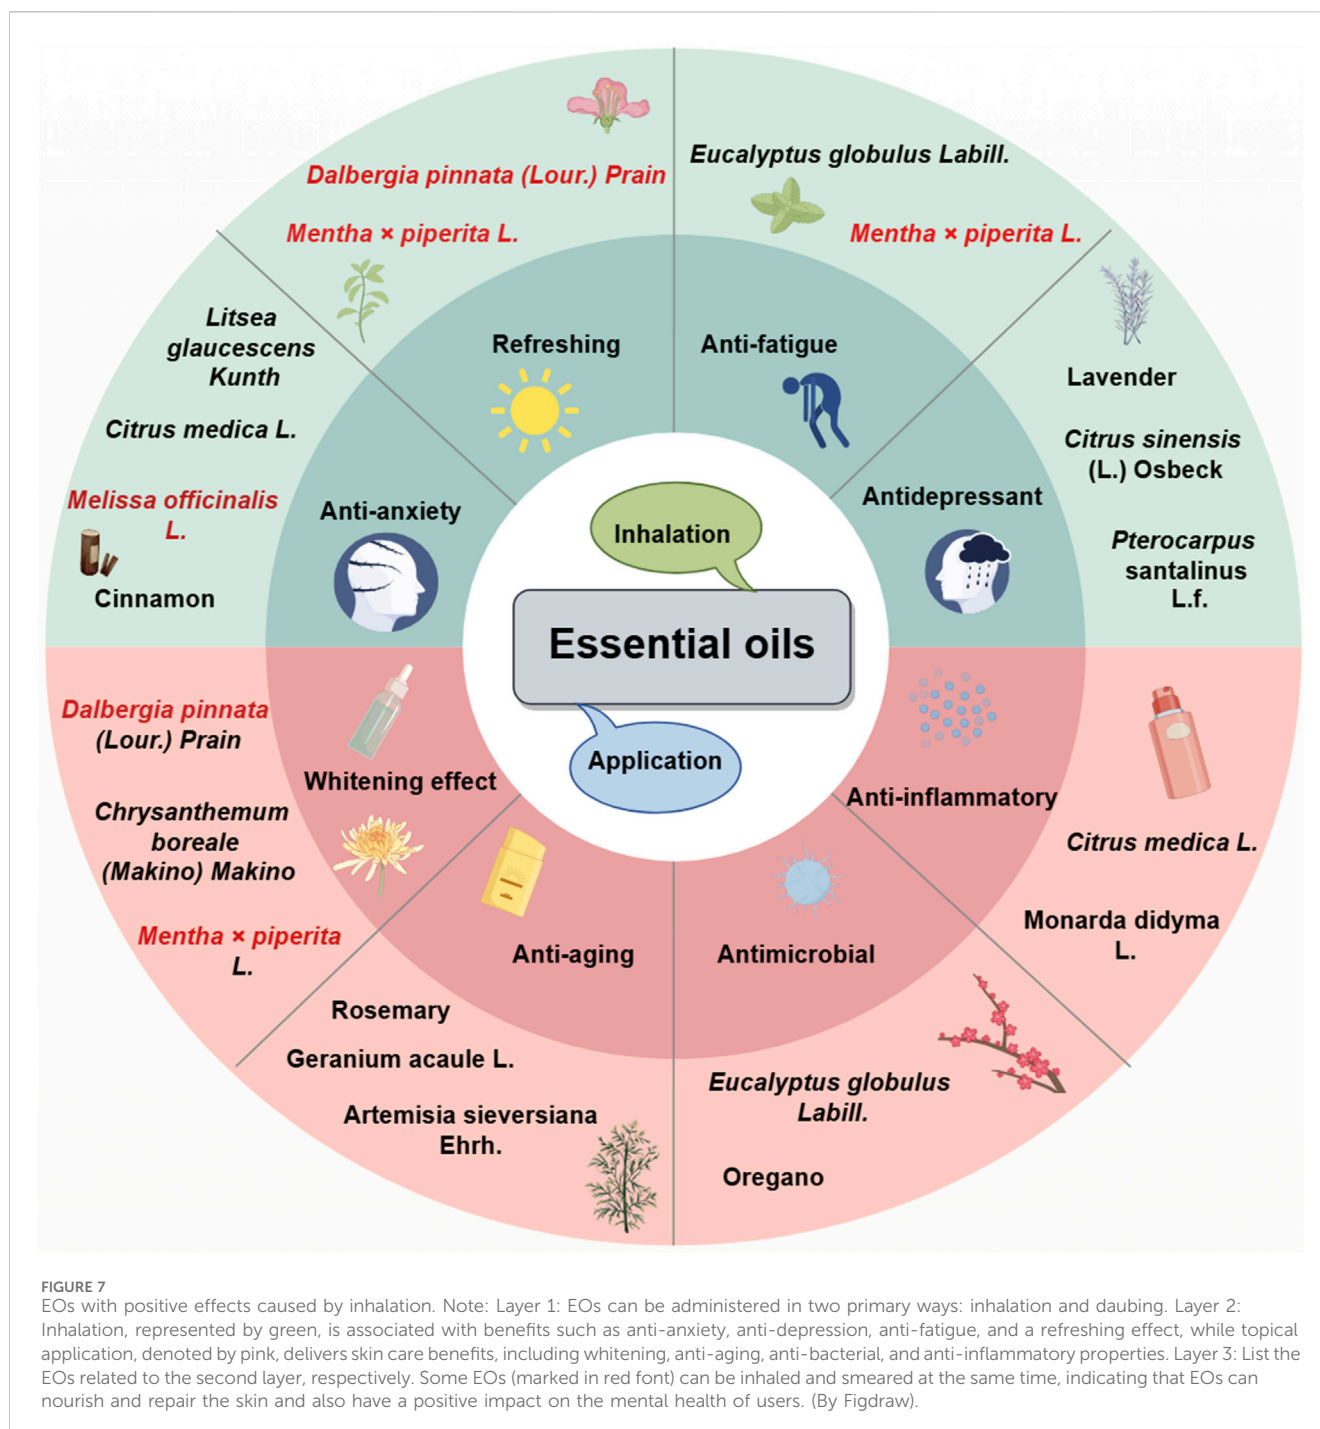 Dalbergia pinnata (Lour.) Prain
Mentha × piperita L.
Eucalyptus globulus Labill.
Mentha × piperita L.
Refreshing
Anti-fatigue
Litsea
glaucescens
Kunth
Citrus medica L.
Melissa officinalis
L.
Cinnamon
Anti-anxiety
Antidepressant
Lavender
Citrus sinensis
(L.) Osbeck
Pterocarpus
santalinus
L.f.
Inhalation
Essential oils
Application
Dalbergia pinnata
(Lour.) Prain
Chrysanthemum
boreale
(Makino) Makino
Mentha × piperita
L.
Whitening effect
Anti-aging
Antimicrobial
Anti-inflammatory
Citrus medica L.
Monarda didyma
L.
Rosemary
Geranium acaule L.
Artemisia sieversiana
Ehrh.
Eucalyptus globulus
Labill.
Oregano
FIGURE 7
EOs with positive effects caused by inhalation. Note: Layer 1: EOs can be administered in two primary ways: inhalation and daubing. Layer 2:
Inhalation, represented by green, is associated with benefits such as anti-anxiety, anti-depression, anti-fatigue, and a refreshing effect, while topical
application, denoted by pink, delivers skin care benefits, including whitening, anti-aging, anti-bacterial, and anti-inflammatory properties. Layer 3: List the
EOs related to the second layer, respectively. Some EOs (marked in red font) can be inhaled and smeared at the same time, indicating that EOs can
nourish and repair the skin and also have a positive impact on the mental health of users. (By Figdraw).